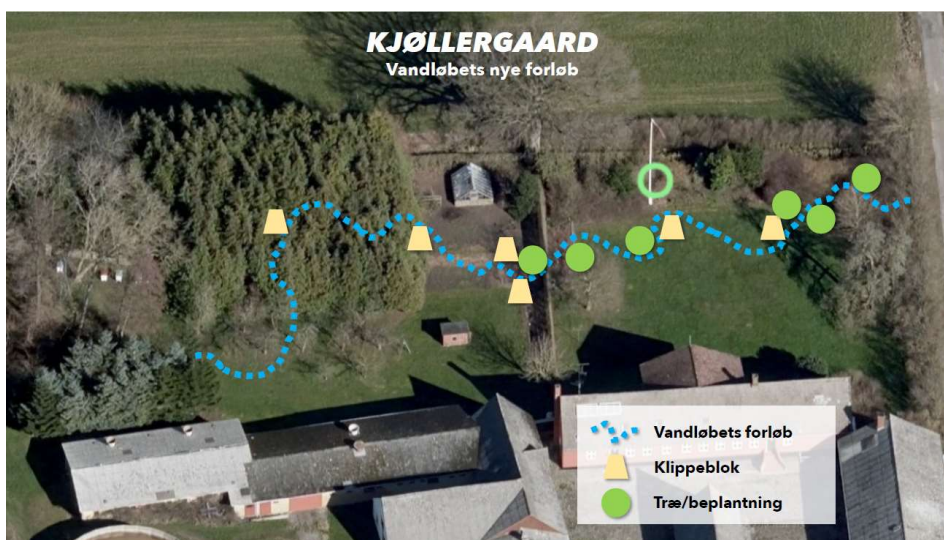 KJØLLERGAARD
Vandløbets nye forløb
Vandløbets forløb
Klippeblok
Træ/beplantning